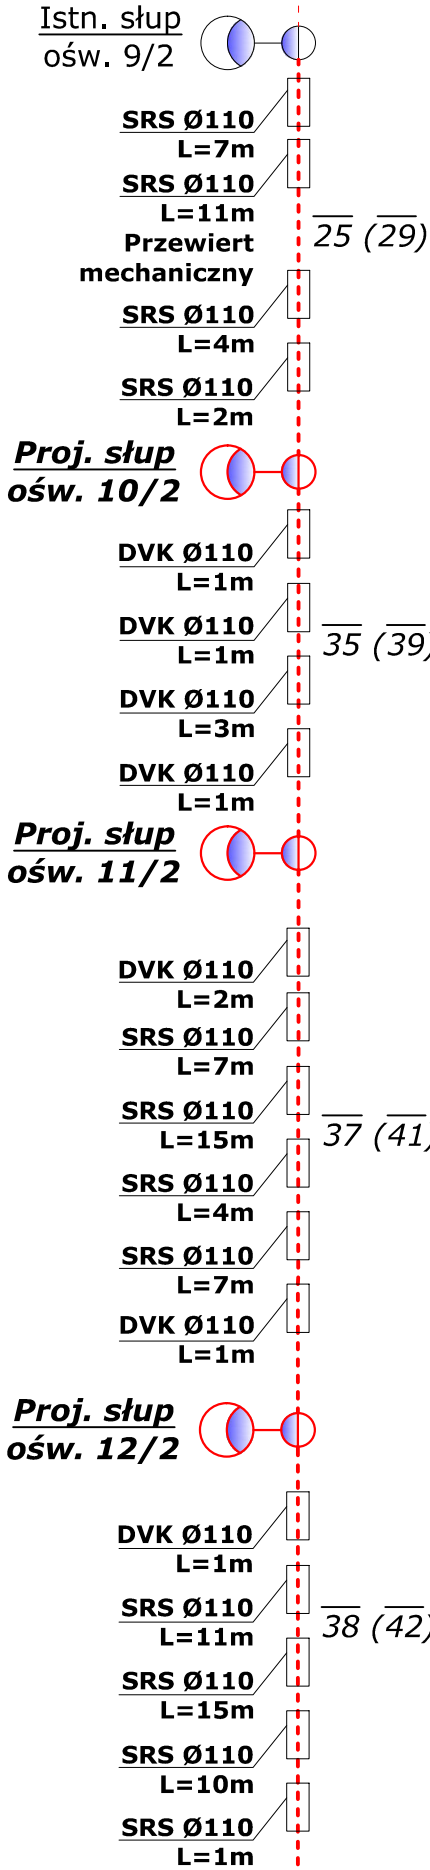 Istn. słup
ośw. 9/2
SRS Ø110
L=7m
SRS Ø110
L=11m
Przewiert
mechaniczny
25 (29)
SRS Ø110
L=4m
SRS Ø110
L=2m
Proj. słup
ośw. 10/2
DVK Ø110
L=1m
DVK Ø110
L=1m
35 (39)
DVK Ø110
L=3m
DVK Ø110
L=1m
Proj. słup
ośw. 11/2
DVK Ø110
L=2m
SRS Ø110
L=7m
SRS Ø110
L=15m
37 (41)
SRS Ø110
L=4m
SRS Ø110
L=7m
DVK Ø110
L=1m
Proj. słup
ośw. 12/2
DVK Ø110
L=1m
SRS Ø110
L=11m
38 (42)
SRS Ø110
L=15m
SRS Ø110
L=10m
SRS Ø110
L=1m